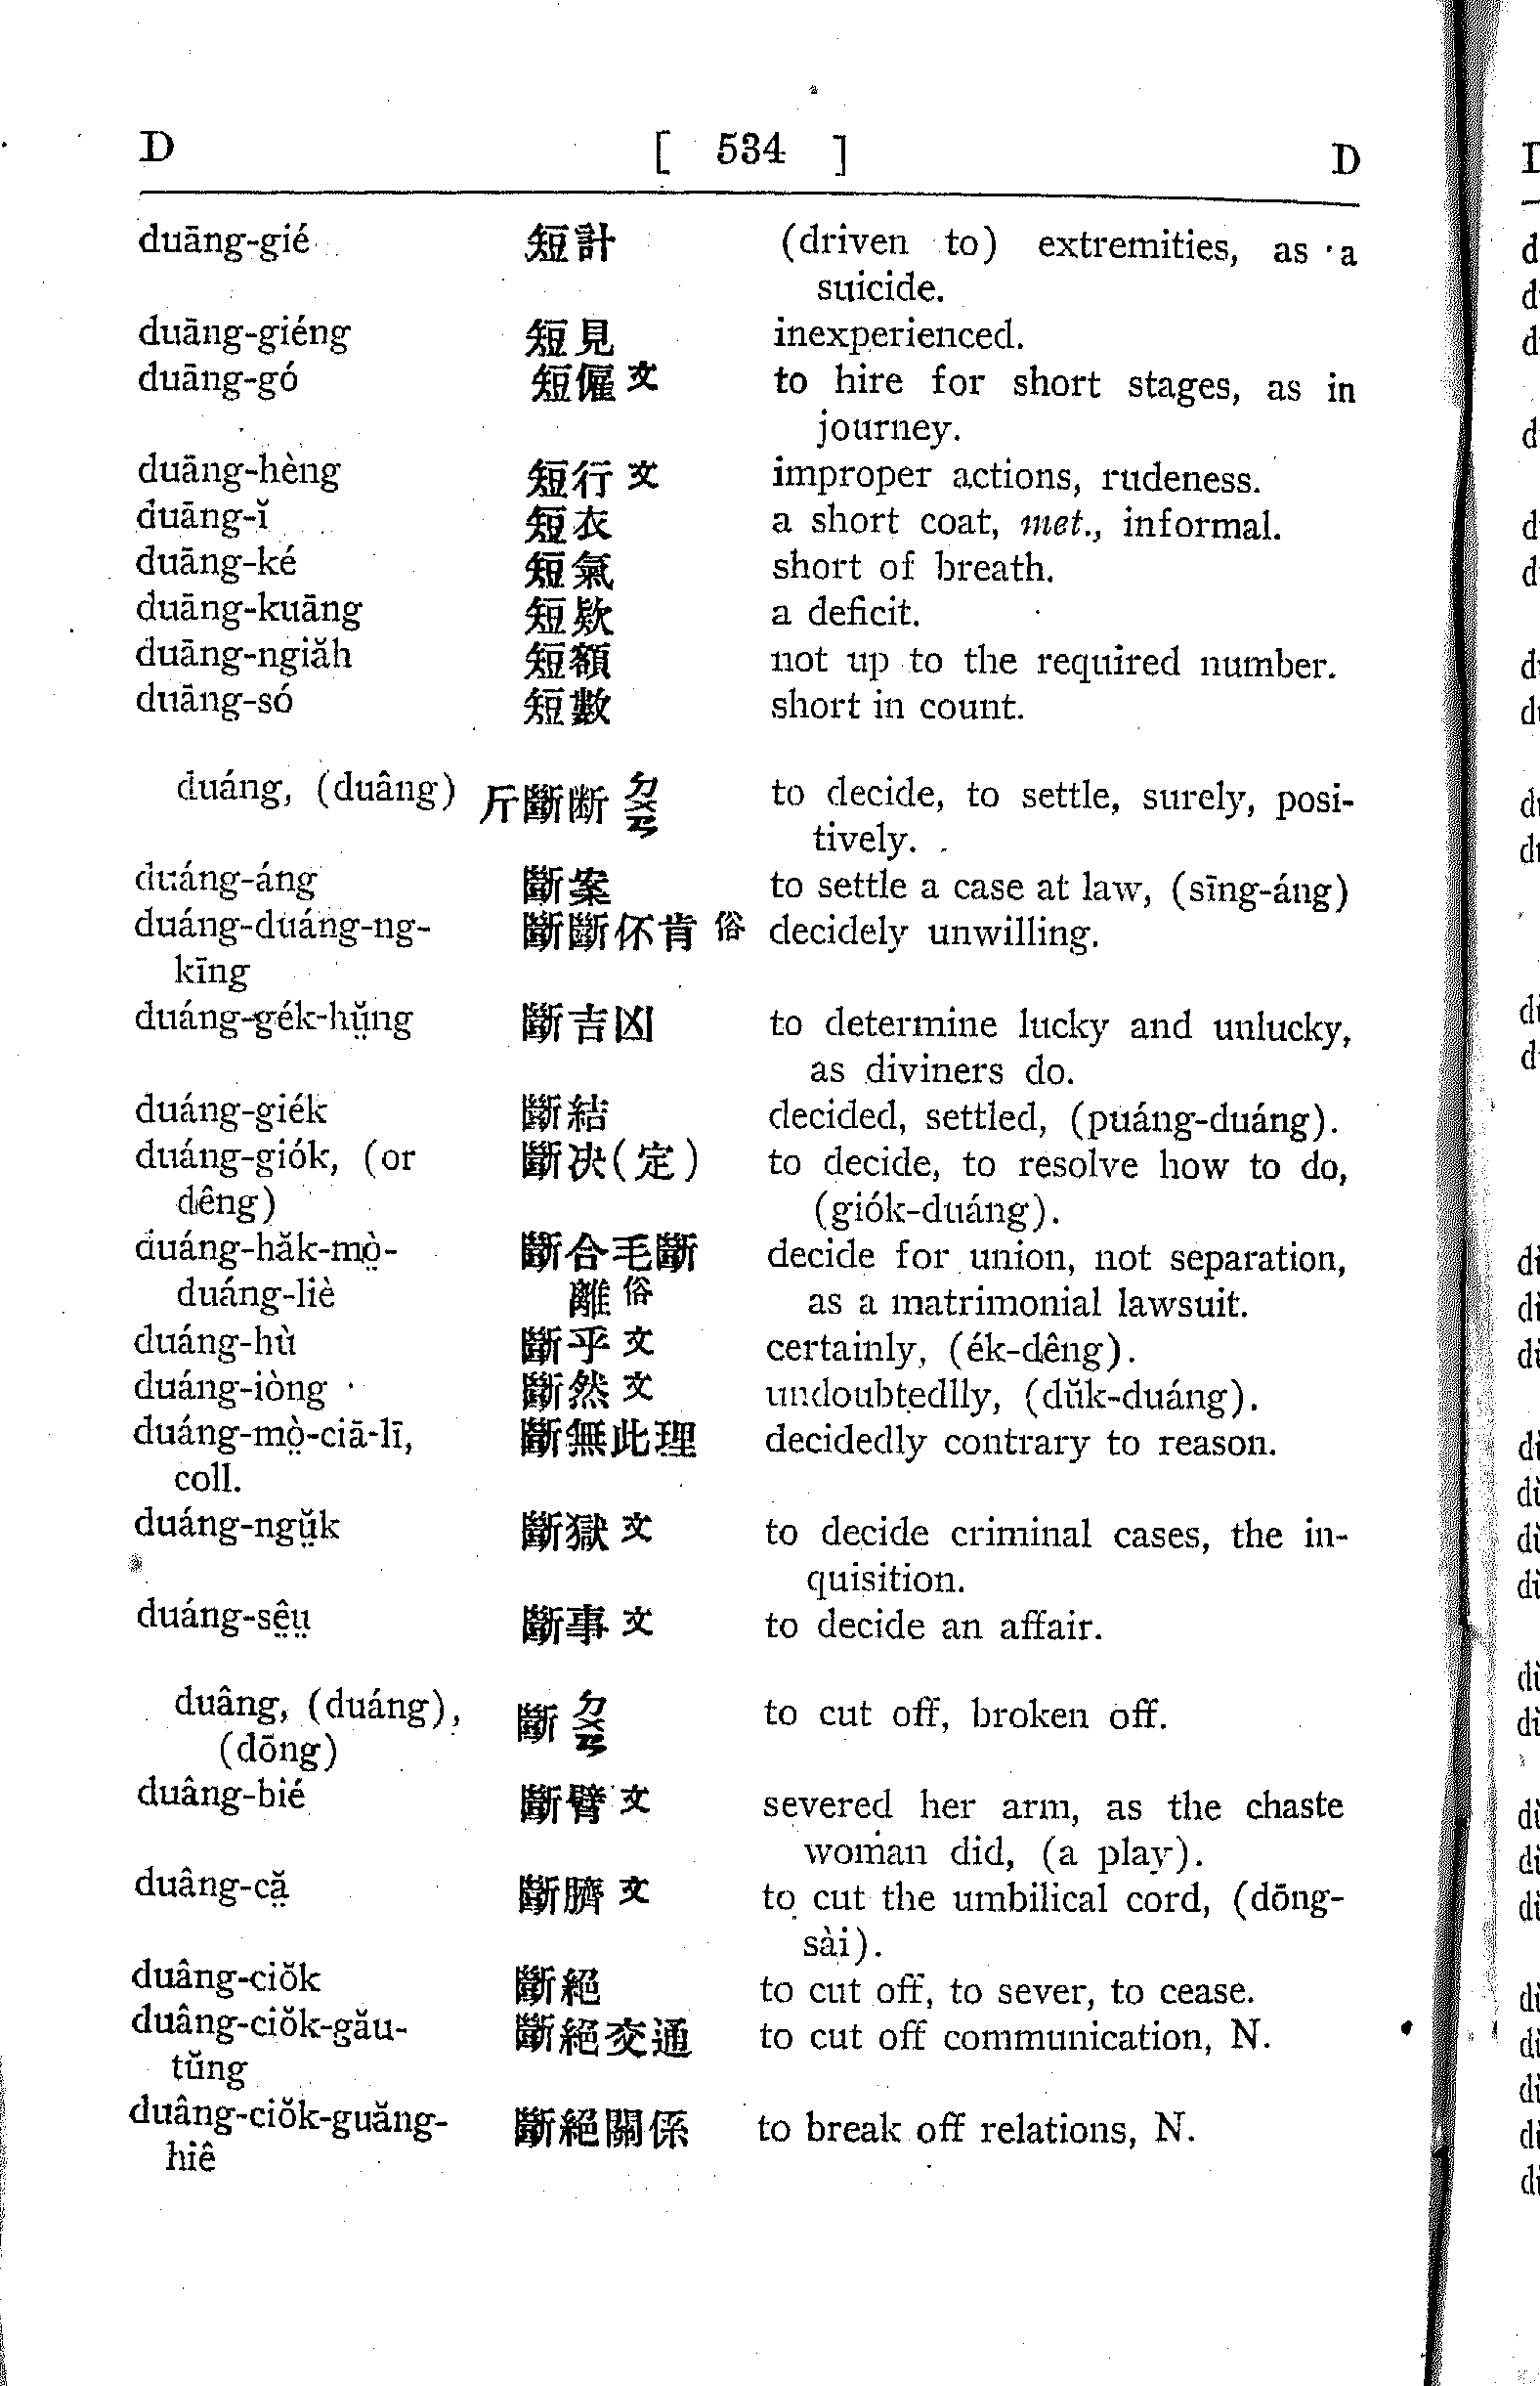 D [ 534 ] D
duāng-gié 短計 (driven to) extremities, as a
suicide.
duāng-giéng 短見 inexperienced.
duāng-gó 短僱文 to hire for short stages, as in
journey.
duāng-hèng 短行文 improper actions, rudeness.
duāng-ĭ 短衣 a short coat, met., informal.
duāng-ké 短氣 short of breath.
duāng-kuāng 短欵 a deficit.
duāng-ngiăh 短額 not up to the required number.
duāng-só 短數 short in count.
duáng, (duâng) 斤斷断 ㄉㄨㄢ to decide, to settle, surely, posi-
tively.
duáng-áng 斷案 to settle a case at law, (sīng-áng)
duáng-duáng-ng- 斷斷伓肯俗 decidely unwilling.
kīng
duáng-gék-hṳ̆ng 斷吉凶 to determine lucky and unlucky,
as diviners do.
duáng-giék 斷結 decided, settled, (puáng-duáng).
duáng-giók, (or 斷决(定) to decide, to resolve how to do,
dêng) (giók-duáng).
duáng-hăk-mò̤- 斷合毛斷 decide for union, not separation,
duáng-liè 離俗 as a matrimonial lawsuit.
duáng-hù 斷乎文 certainly, (ék-dêng).
duáng-iòng 斷然文 undoubtedlly, (dŭk-duáng).
duáng-mò̤-ciā-lī, 斷無此理 decidedly contrary to reason.
coll.
duáng-ngṳ̆k 斷獄文 to decide criminal cases, the in-
quisition.
duáng-sê̤ṳ 斷事文 to decide an affair.
duâng, (duáng), 斷 ㄉㄨㄢ to cut off, broken off.
(dōng)
duâng-bié 斷臂文 severed her arm, as the chaste
woman did, (a play).
duâng-că̤ 斷臍文 to cut the umbilical cord, (dōng-
sài).
duâng-ciŏk 斷絕 to cut off, to sever, to cease.
duâng-ciŏk-gău- 斷絕交通 to cut off communication, N.
tŭng
duâng-ciŏk-guăng- 斷絕關係 to break off relations, N.
hiê